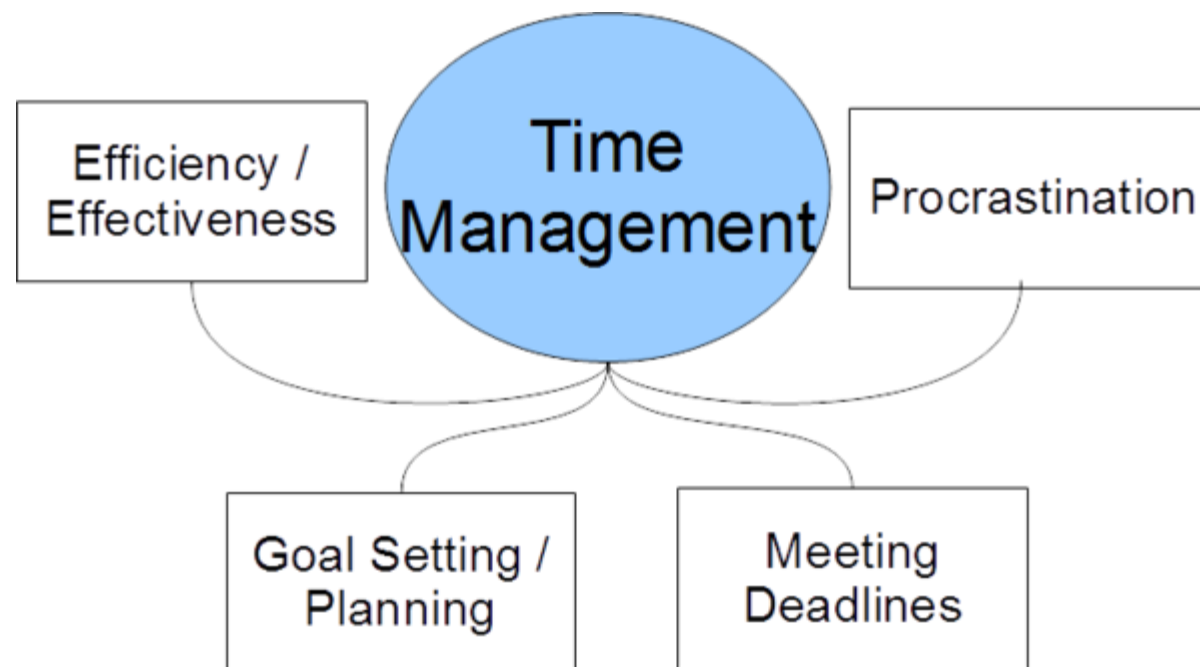 Time
Management
Efficiency /
Effectiveness
Procrastination
Goal Setting /
Planning
Meeting
Deadlines